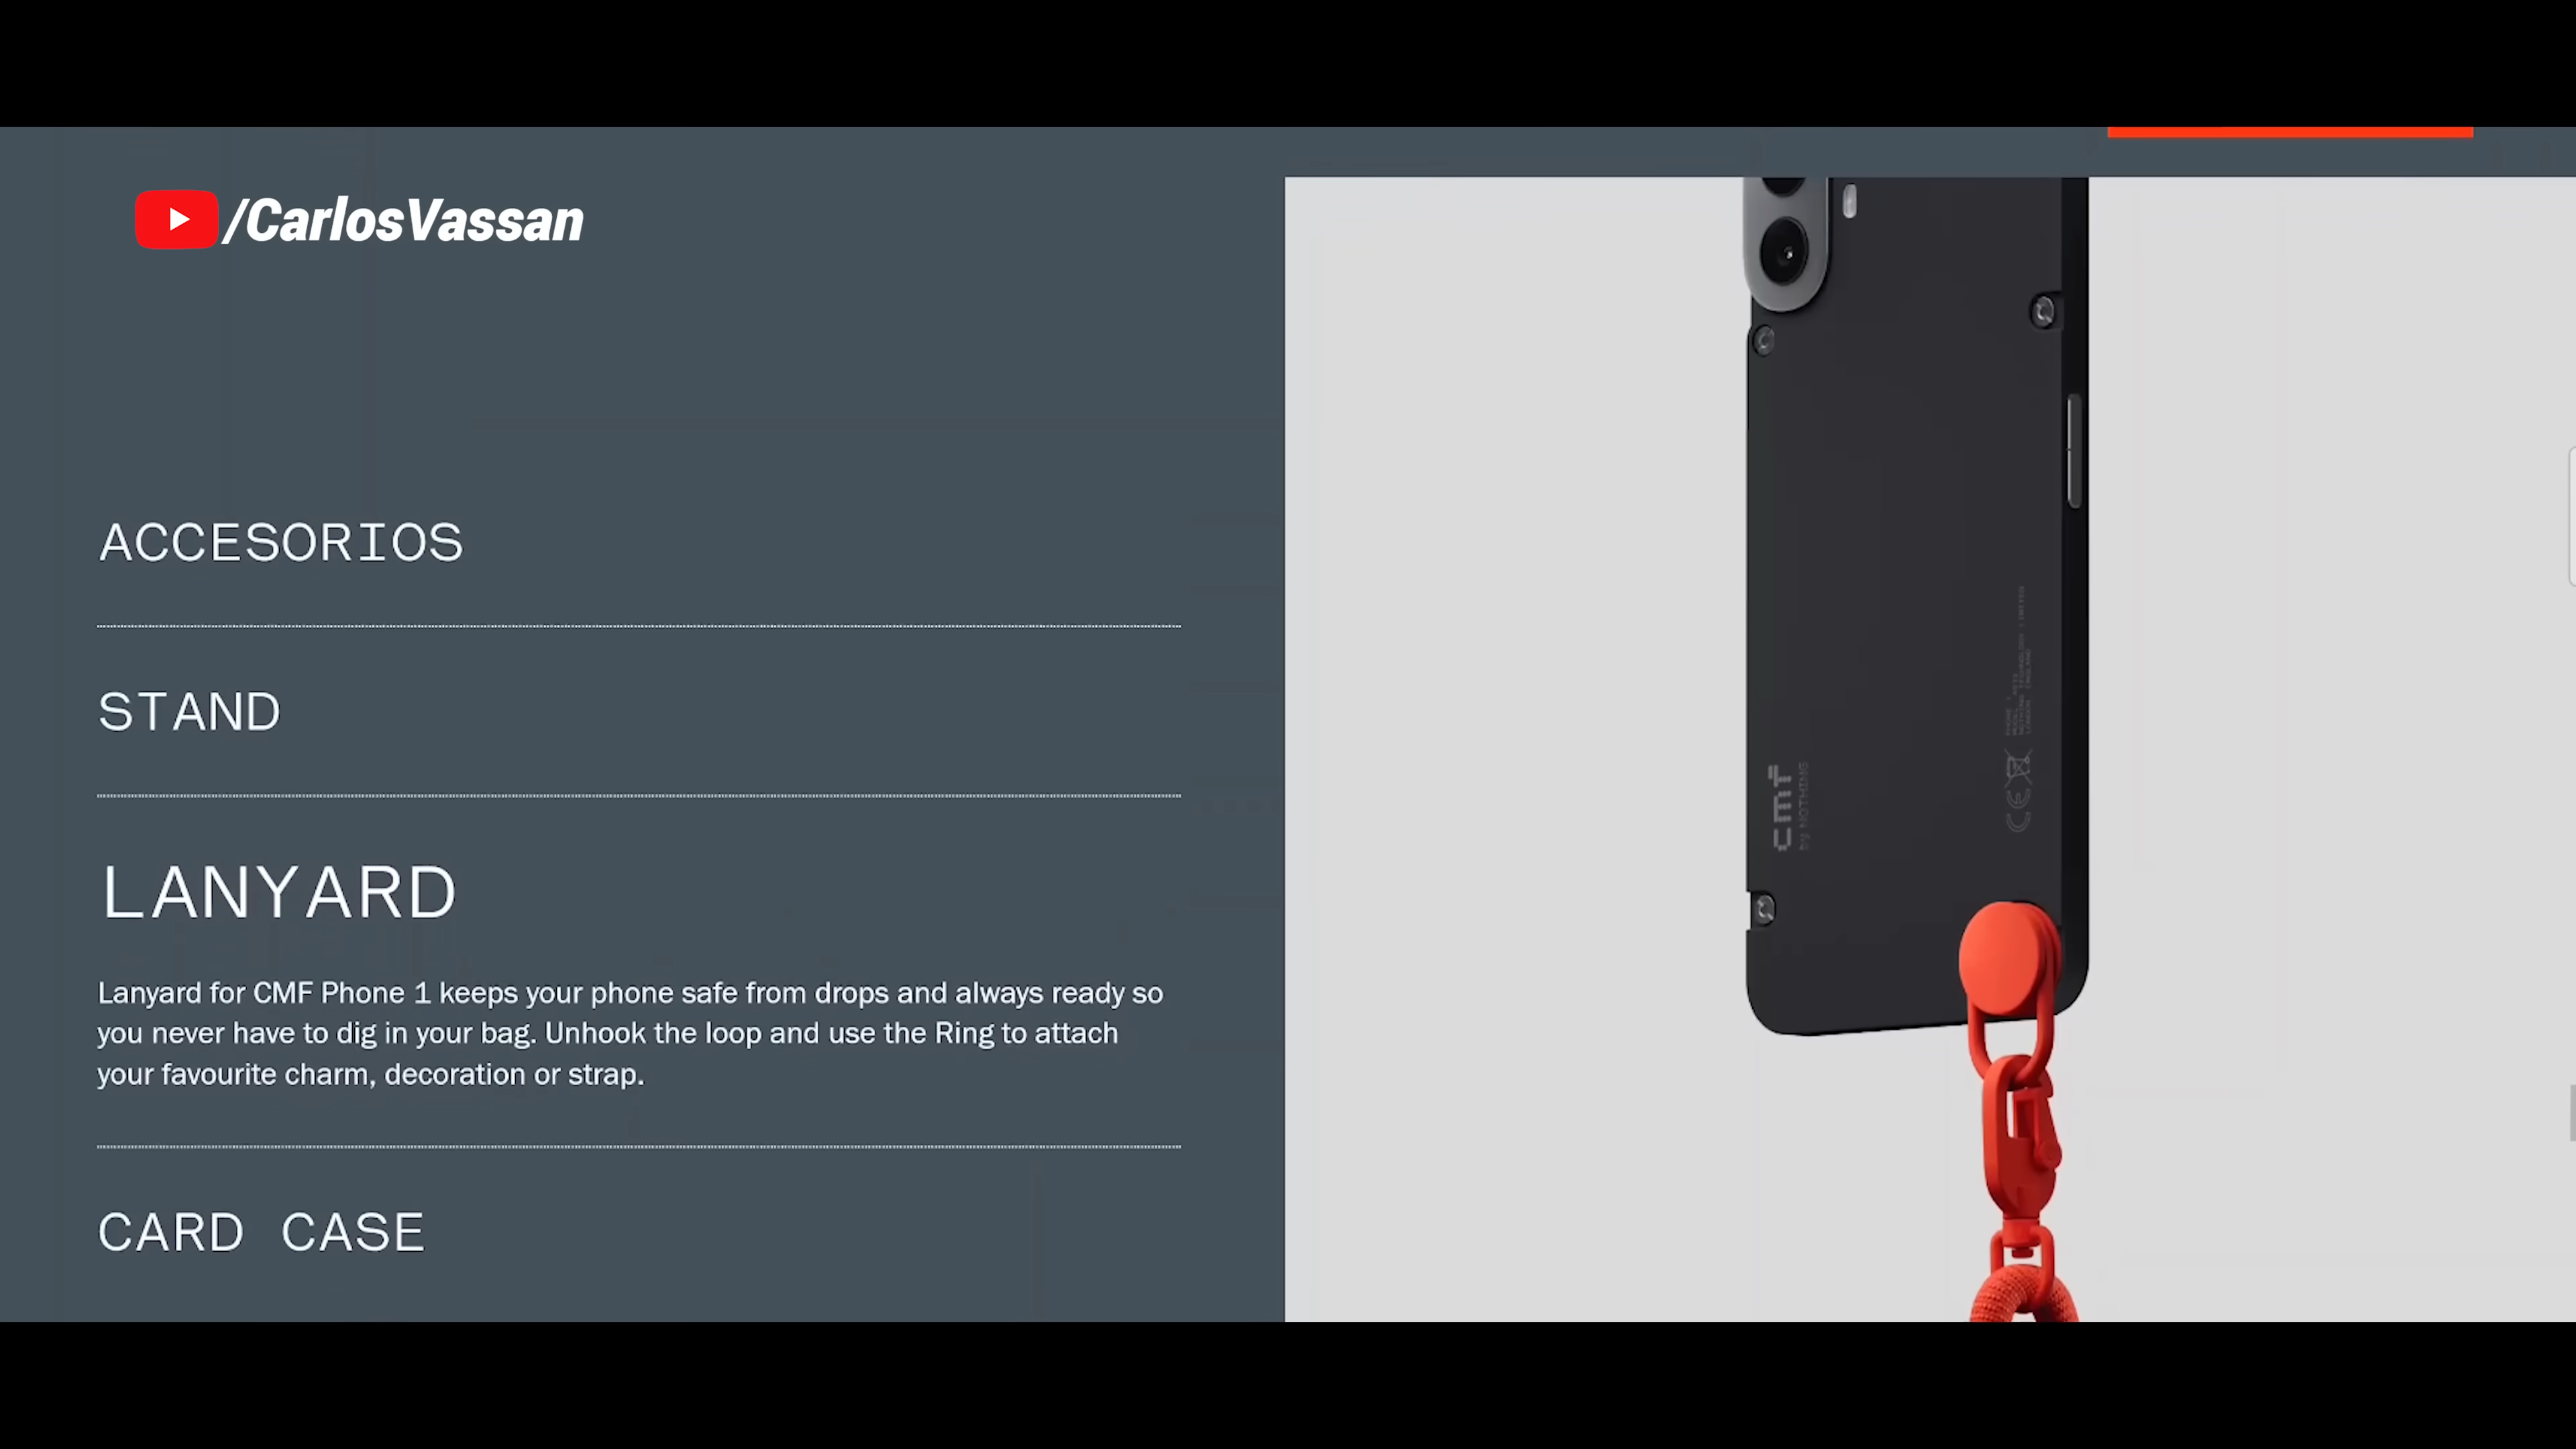 /CarlosVassan
ACCESORIOS
STAND
LANYARD
Lanyard for CMF Phone 1 keeps your phone safe from drops and always ready so
you never have to dig in your bag. Unhook the loop and use the Ring to attach
your favourite charm, decoration or strap.
CARD CASE
cmf
by NOTHING